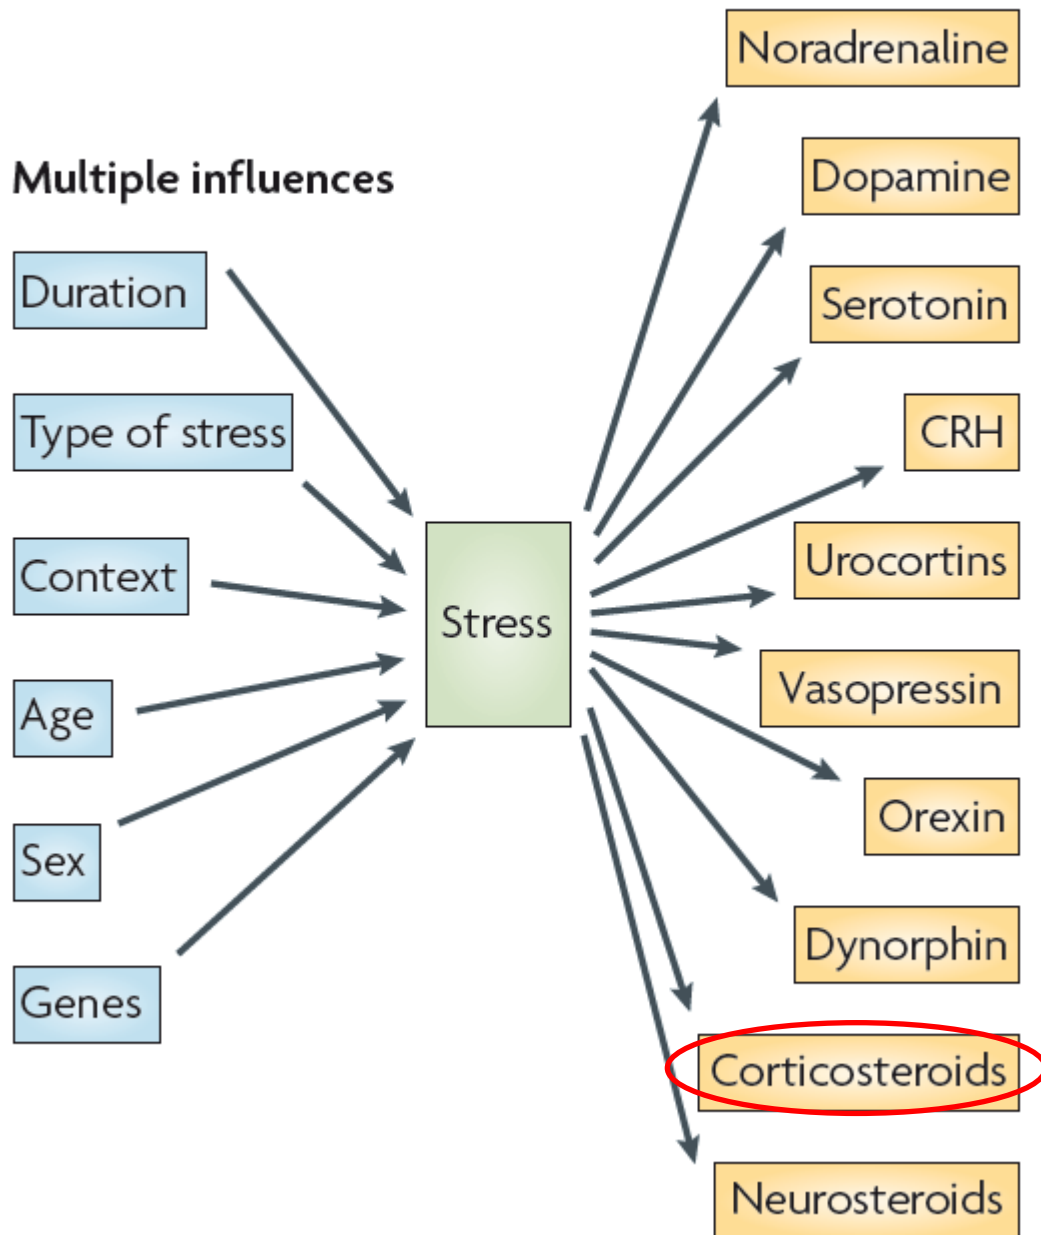 Multiple influences
Duration
Type of stress
Context
Age
Sex
Genes
Stress
Noradrenaline
Dopamine
Serotonin
CRH
Urocortins
Vasopressin
Orexin
Dynorphin
Corticosteroids
Neurosteroids